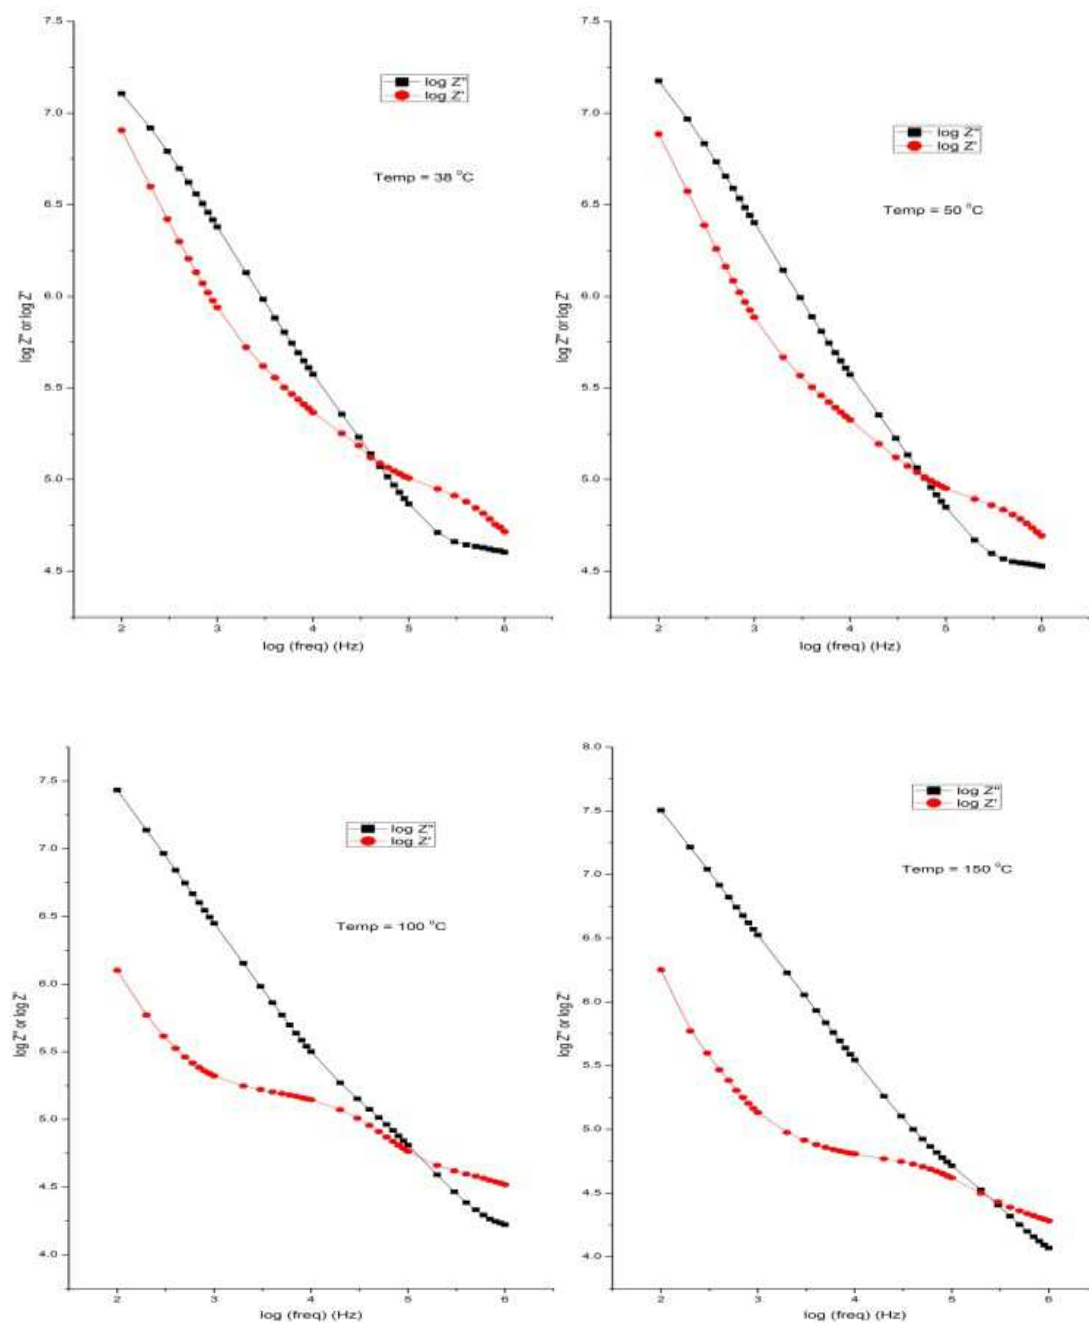 7.5
7.0
6.5
6.0
5.5
5.0
4.5
log Z" or log Z'
log Z"
log Z'
Temp = 38 °C
2 3 4 5 6
log (freq) (Hz)
7.5
7.0
6.5
6.0
5.5
5.0
4.5
log Z" or log Z'
log Z"
log Z'
Temp = 50 °C
2 3 4 5 6
log (freq) (Hz)
7.5
7.0
6.5
6.0
6.5
5.0
4.5
4.0
log Z" or log Z'
log Z"
log Z'
Temp = 100 °C
2 3 4 5 6
log (freq) (Hz)
8.0
7.5
7.0
6.5
6.0
5.5
5.0
4.5
4.0
log Z" or log Z'
log Z"
log Z'
Temp = 150 °C
2 3 4 5 6
log (freq) (Hz)